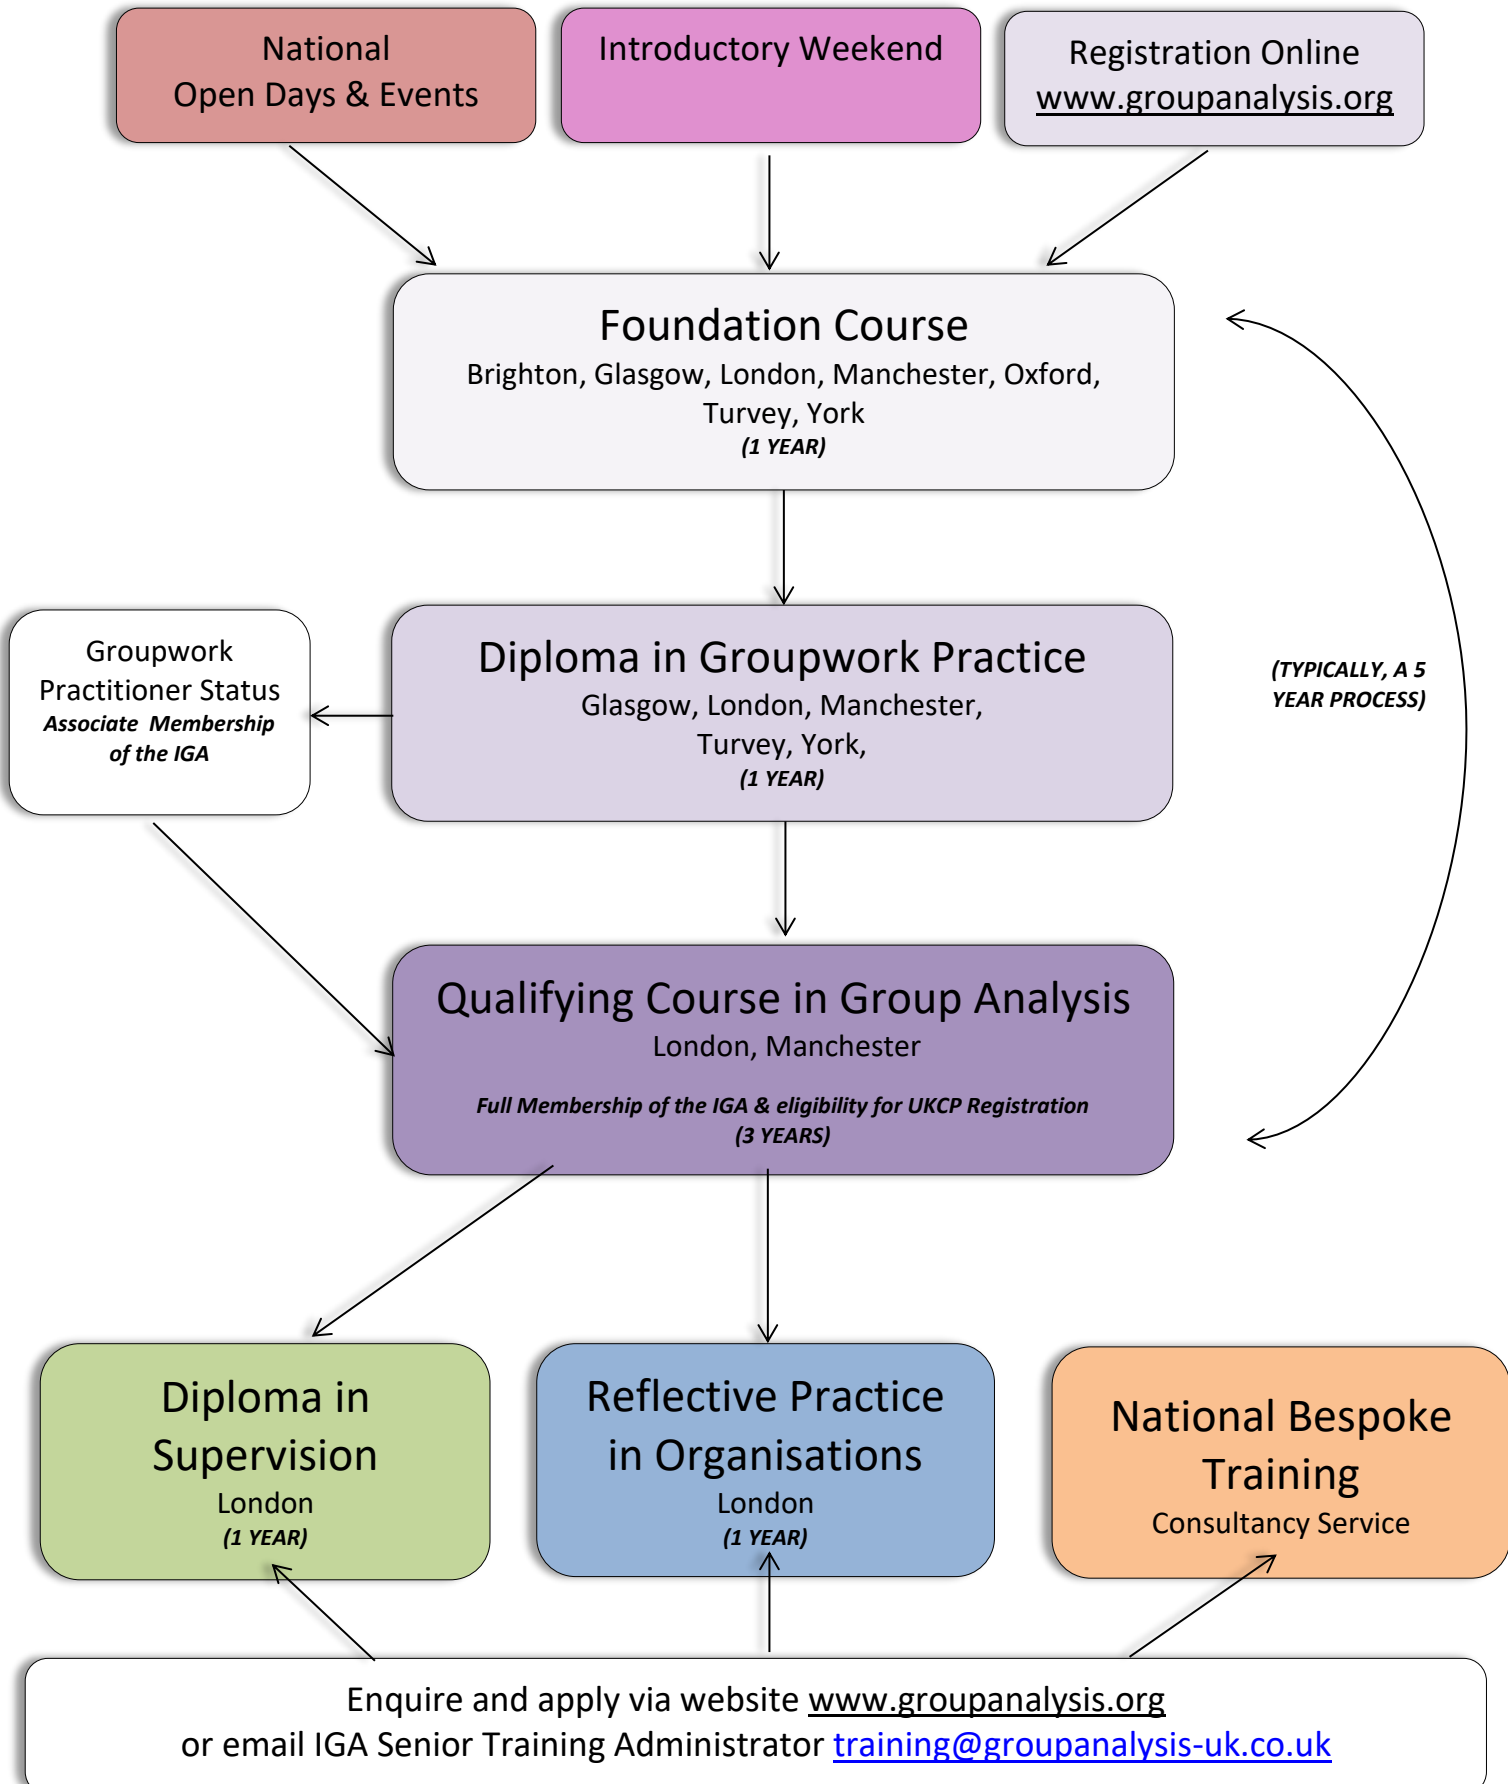 National
Open Days & Events
Introductory Weekend
Registration Online
www.groupanalysis.org
Foundation Course
Brighton, Glasgow, London, Manchester, Oxford,
Turvey, York
(1 YEAR)
Groupwork
Practitioner Status
Associate Membership
of the IGA
Diploma in Groupwork Practice
Glasgow, London, Manchester,
Turvey, York,
(1 YEAR)
(TYPICALLY, A 5
YEAR PROCESS)
Qualifying Course in Group Analysis
London, Manchester
Full Membership of the IGA & eligibility for UKCP Registration
(3 YEARS)
Diploma in
Supervision
London
(1 YEAR)
Reflective Practice
in Organisations
London
(1 YEAR)
National Bespoke
Training
Consultancy Service
Enquire and apply via website www.groupanalysis.org
or email IGA Senior Training Administrator training@groupanalysis-uk.co.uk